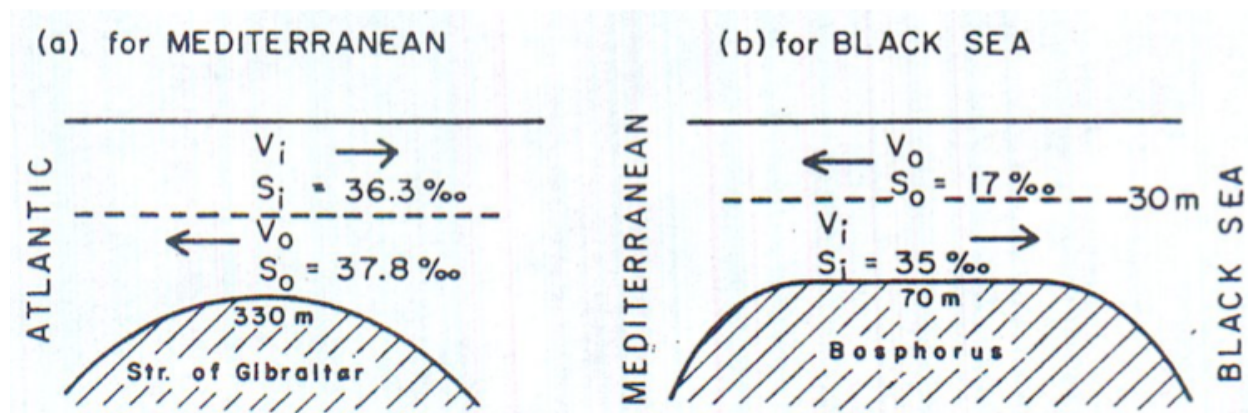 (a) for MEDITERRANEAN
ATLANTIC
Vi
Si = 36.3‰
Vo
So = 37.8‰
330 m
Str. of Gibraltar
(b) for BLACK SEA
MEDITERRANEAN
Vo
So = 17‰
30 m
Vi
Si = 35‰
70 m
Bosphorus
BLACK SEA